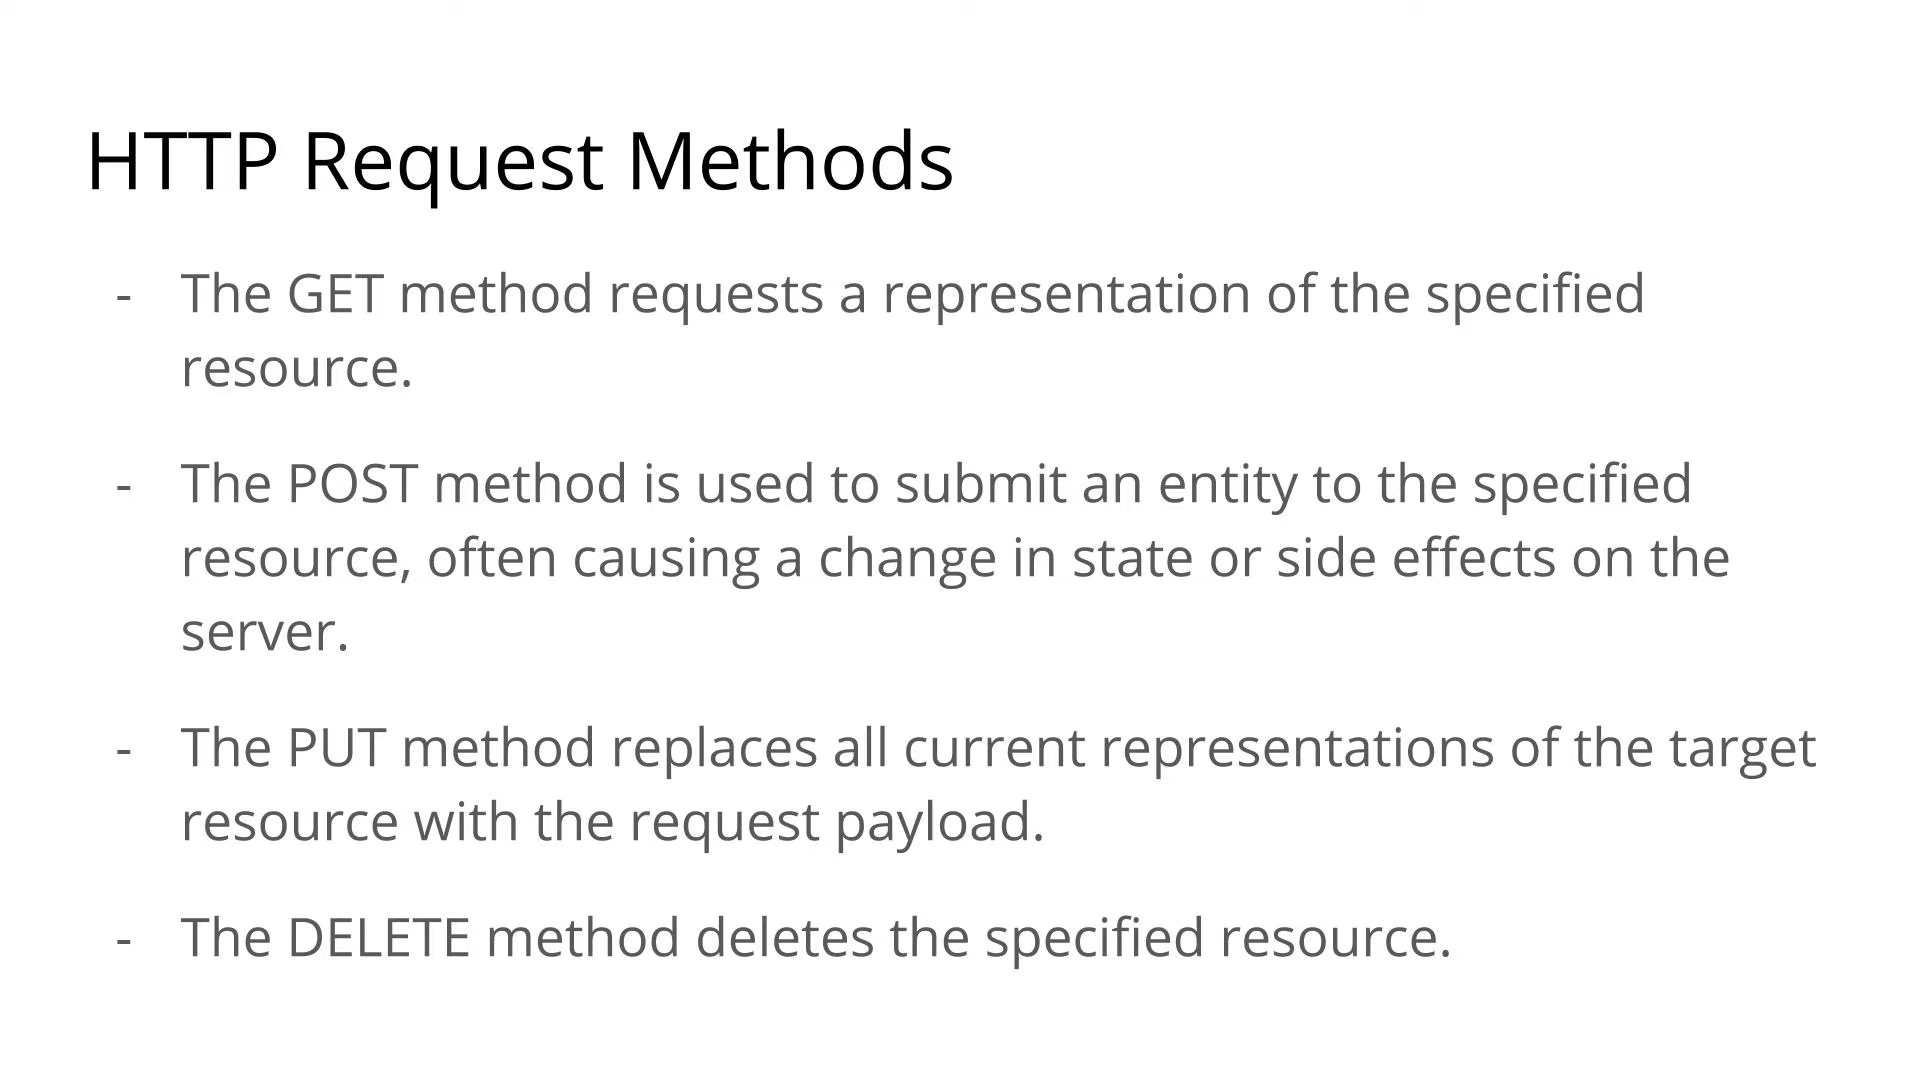 HTTP Request Methods
- The GET method requests a representation of the specified
resource.
- The POST method is used to submit an entity to the specified
resource, often causing a change in state or side effects on the
server.
- The PUT method replaces all current representations of the target
resource with the request payload.
- The DELETE method deletes the specified resource.